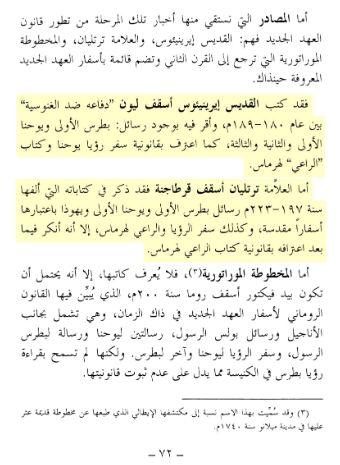 أما المصادر التي نستقي منها أخبار تلك المرحلة من تطور قانون
العهد الجديد فهم: القديس إيرينيئوس، والعلامة ترتليان، والمخطوطة
الموراتورية التي ترجع إلى القرن الثاني وتضم قائمة بأسفار العهد الجديد
المعروفة حينذاك.
فقد كتب القديس إيرينيئوس أسقف ليون "دفاعه ضد الغنوسية"
بين عام ١٨٠-١٨٩م، وأقر فيه بوجود رسائل: بطرس الأولى ويوحنا
الأولى والثانية والثالثة، كما اعترف بقانونية سفر رؤيا يوحنا وكتاب
"الراعي" لهرماس.
أما العلاَّمة ترتليان أسقف قرطاجنة فقد ذكر في كتاباته التي ألفها
سنة ١٩٧-٢٢٣م رسائل بطرس الأولى ويوحنا الأولى ويهوذا باعتبارها
أسفاراً مقدسة، وكذلك سفر الرؤيا والراعي لهرماس، إلا أنه أنكر فيما
بعد اعترافه بقانونية كتاب الراعي لهرماس.
أما المخطوطة الموراتورية(٣)، فلا يُعرف كاتبها، إلا أنه يحتمل أن
تكون بيد فيكتور أسقف روما سنة ٢٠٠م، الذي يُبيِّن فيها القانون
الروماني لأسفار العهد الجديد في ذاك الزمان، وهي تشمل بجانب
الأناجيل ورسائل بولس الرسول، رسالتين ليوحنا ورسالة لبطرس
الرسول، وسفر الرؤيا ليوحنا وآخر لبطرس. ولكنها لم تسمح بقراءة
رؤيا بطرس في الكنيسة مما يدل على عدم ثبوت قانونيتها.
(٣) وقد سُمِّيت بهذا الاسم نسبة إلى مكتشفها الإيطالي الذي طبعها عن مخطوطة قديمة عثر
عليها في مدينة ميلانو سنة ١٧٤٠م.
- ٧٢ -